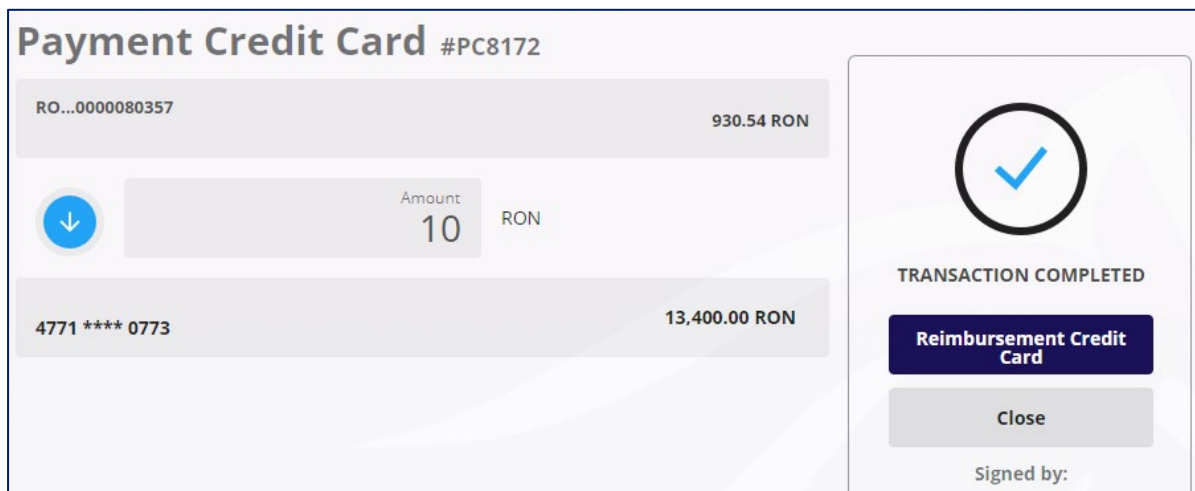 Payment Credit Card #PC8172
RO...0000080357
930.54 RON
Amount
10
RON
4771 **** 0773
13,400.00 RON
TRANSACTION COMPLETED
Reimbursement Credit
Card
Close
Signed by: